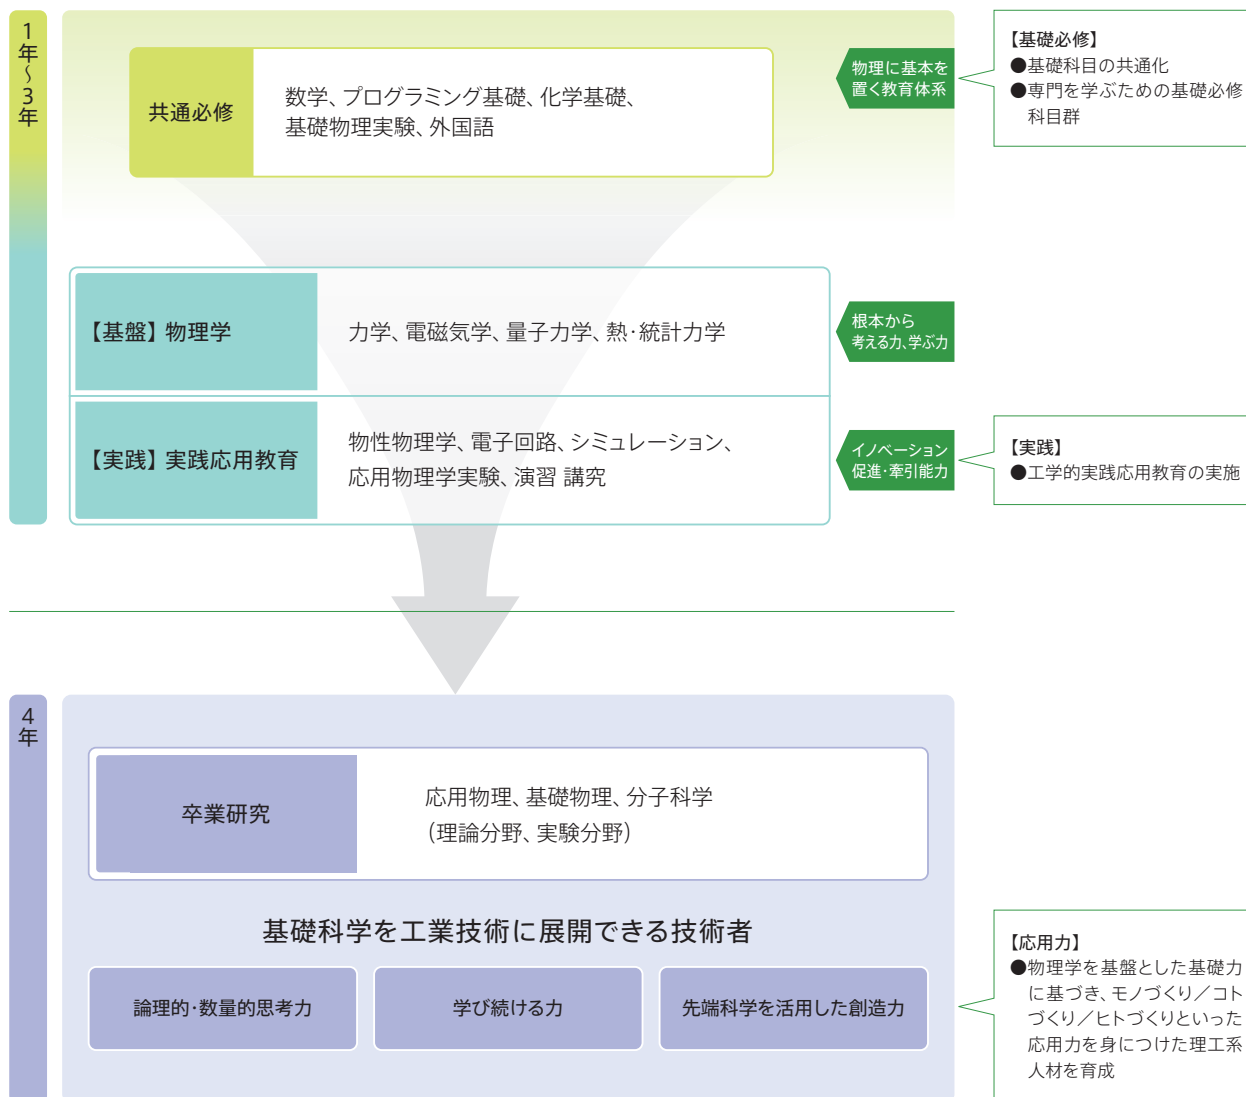 1年〜3年
共通必修
数学、プログラミング基礎、化学基礎、
基礎物理実験、外国語
物理に基本を
置く教育体系
【基礎必修】
●基礎科目の共通化
●専門を学ぶための基礎必修
科目群
【基盤】物理学
力学、電磁気学、量子力学、熱・統計力学
根本から
考える力、学ぶ力
【実践】実践応用教育
物性物理学、電子回路、シミュレーション、
応用物理学実験、演習 講究
イノベーション
促進・牽引能力
【実践】
●工学的実践応用教育の実施
4年
卒業研究
応用物理、基礎物理、分子科学
（理論分野、実験分野）
基礎科学を工業技術に展開できる技術者
論理的・数量的思考力
学び続ける力
先端科学を活用した創造力
【応用力】
●物理学を基盤とした基礎力
に基づき、モノづくり／コト
づくり／ヒトづくりといった
応用力を身につけた理工系
人材を育成